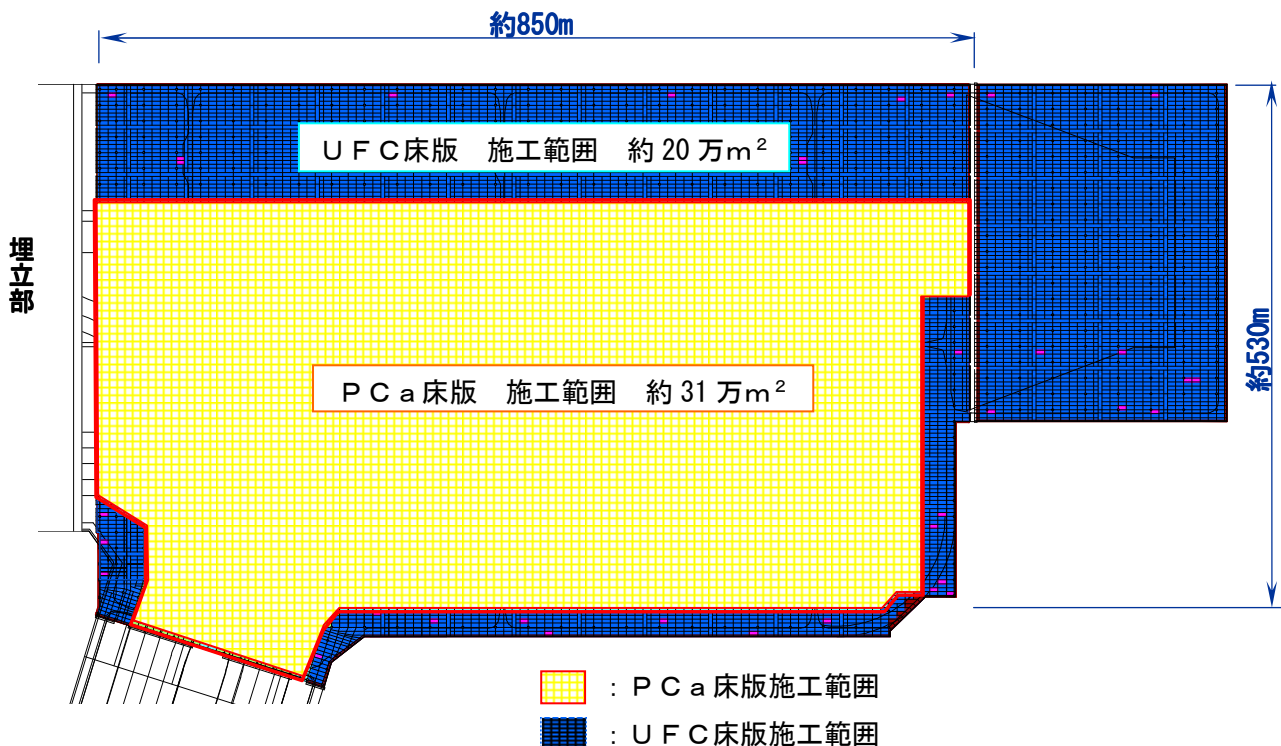 約850m
UFC床版 施工範囲 約20万m²
埋立部
PCa床版 施工範囲 約31万m²
約530m
:PCa床版施工範囲
:UFC床版施工範囲